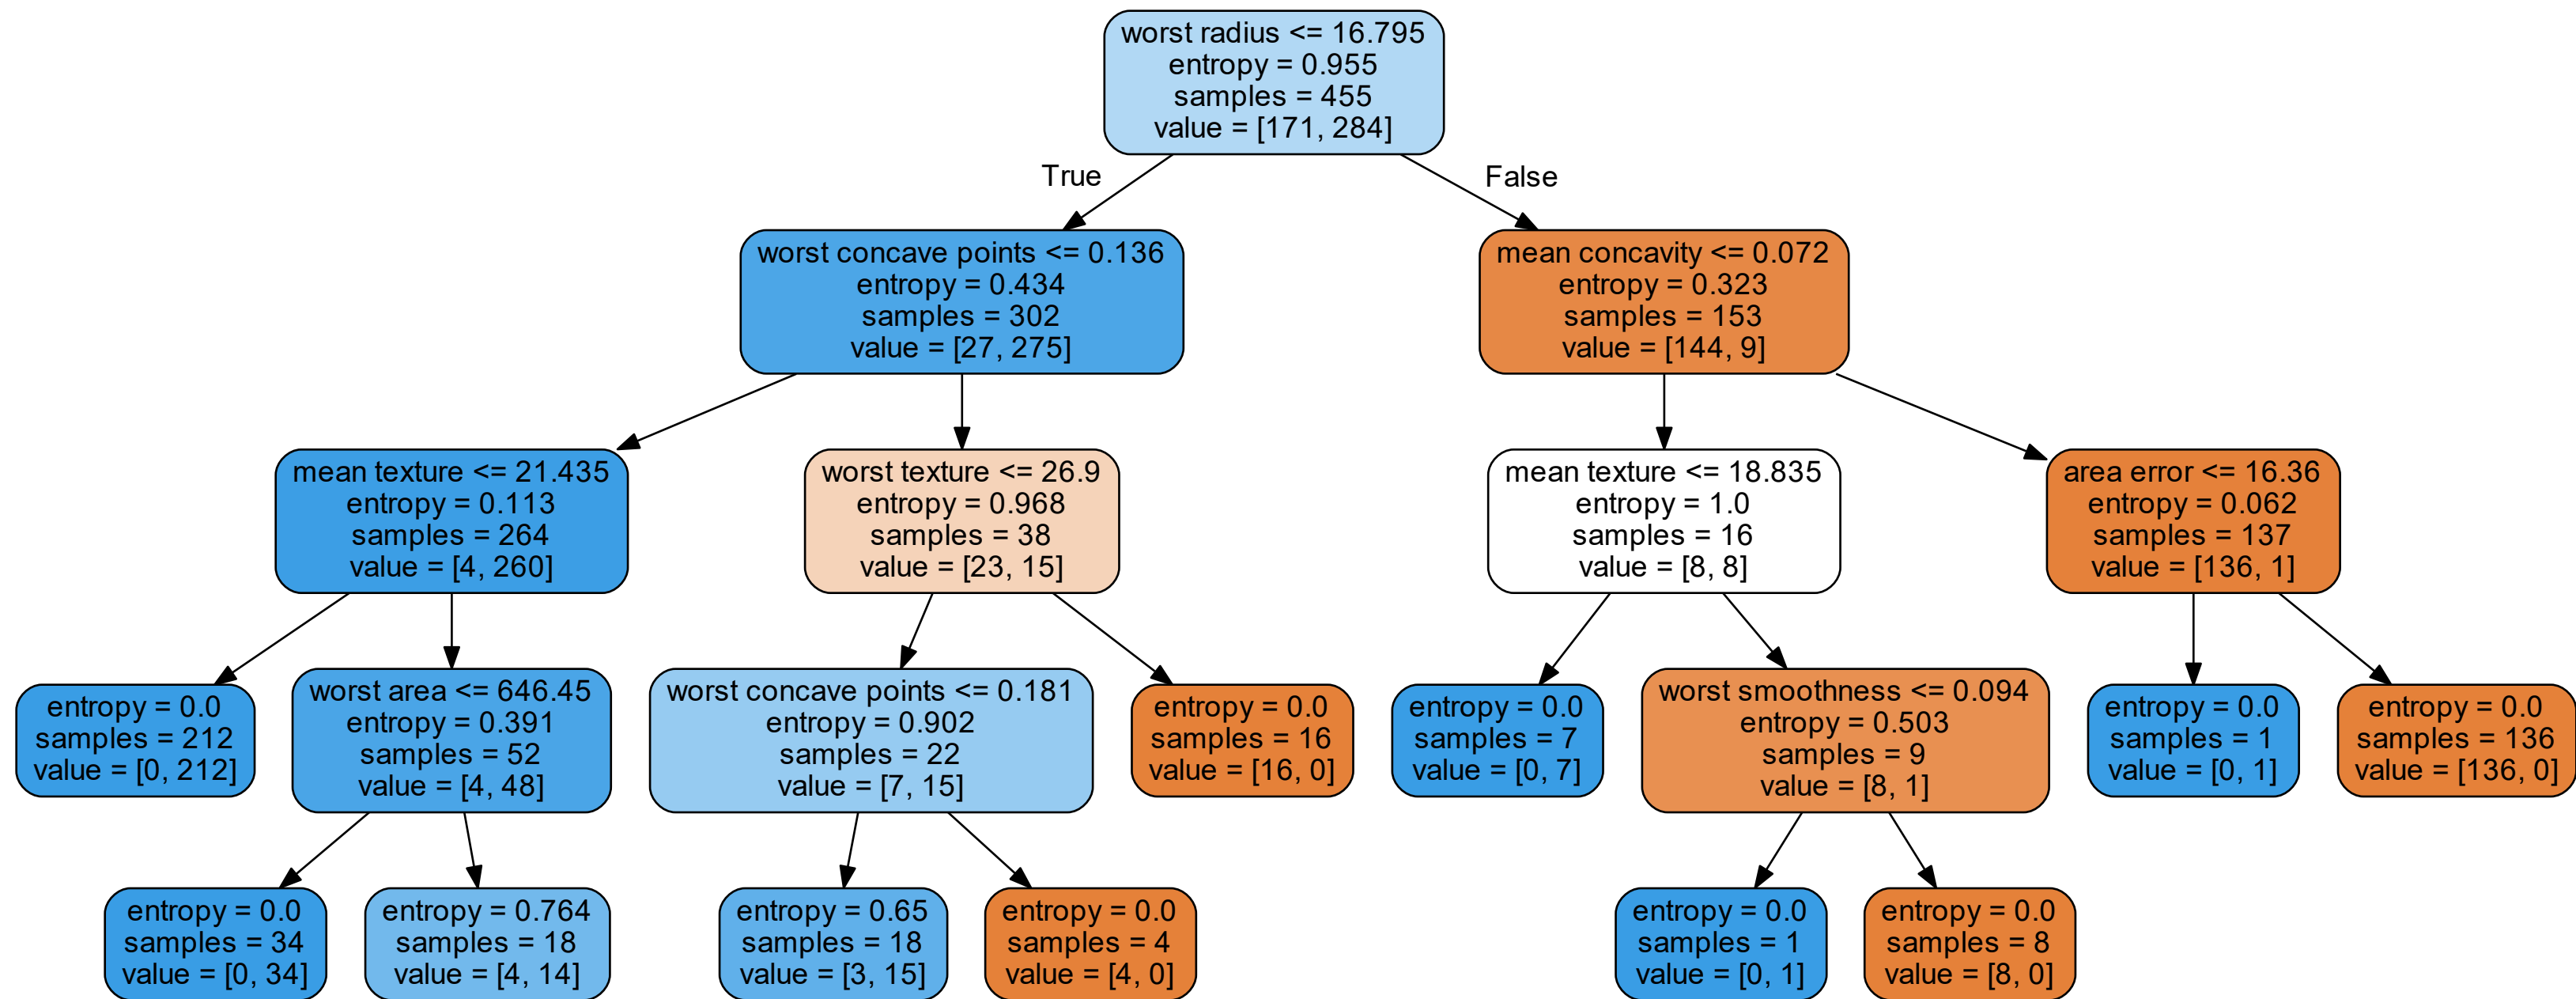 worst radius <= 16.795
entropy = 0.955
samples = 455
value = [171, 284]
True
False
worst concave points <= 0.136
entropy = 0.434
samples = 302
value = [27, 275]
mean concavity <= 0.072
entropy = 0.323
samples = 153
value = [144, 9]
mean texture <= 21.435
entropy = 0.113
samples = 264
value = [4, 260]
worst texture <= 26.9
entropy = 0.968
samples = 38
value = [23, 15]
mean texture <= 18.835
entropy = 1.0
samples = 16
value = [8, 8]
area error <= 16.36
entropy = 0.062
samples = 137
value = [136, 1]
entropy = 0.0
samples = 212
value = [0, 212]
worst area <= 646.45
entropy = 0.391
samples = 52
value = [4, 48]
worst concave points <= 0.181
entropy = 0.902
samples = 22
value = [7, 15]
entropy = 0.0
samples = 16
value = [16, 0]
entropy = 0.0
samples = 7
value = [0, 7]
worst smoothness <= 0.094
entropy = 0.503
samples = 9
value = [8, 1]
entropy = 0.0
samples = 1
value = [0, 1]
entropy = 0.0
samples = 136
value = [136, 0]
entropy = 0.0
samples = 34
value = [0, 34]
entropy = 0.764
samples = 18
value = [4, 14]
entropy = 0.65
samples = 18
value = [3, 15]
entropy = 0.0
samples = 4
value = [4, 0]
entropy = 0.0
samples = 1
value = [0, 1]
entropy = 0.0
samples = 8
value = [8, 0]